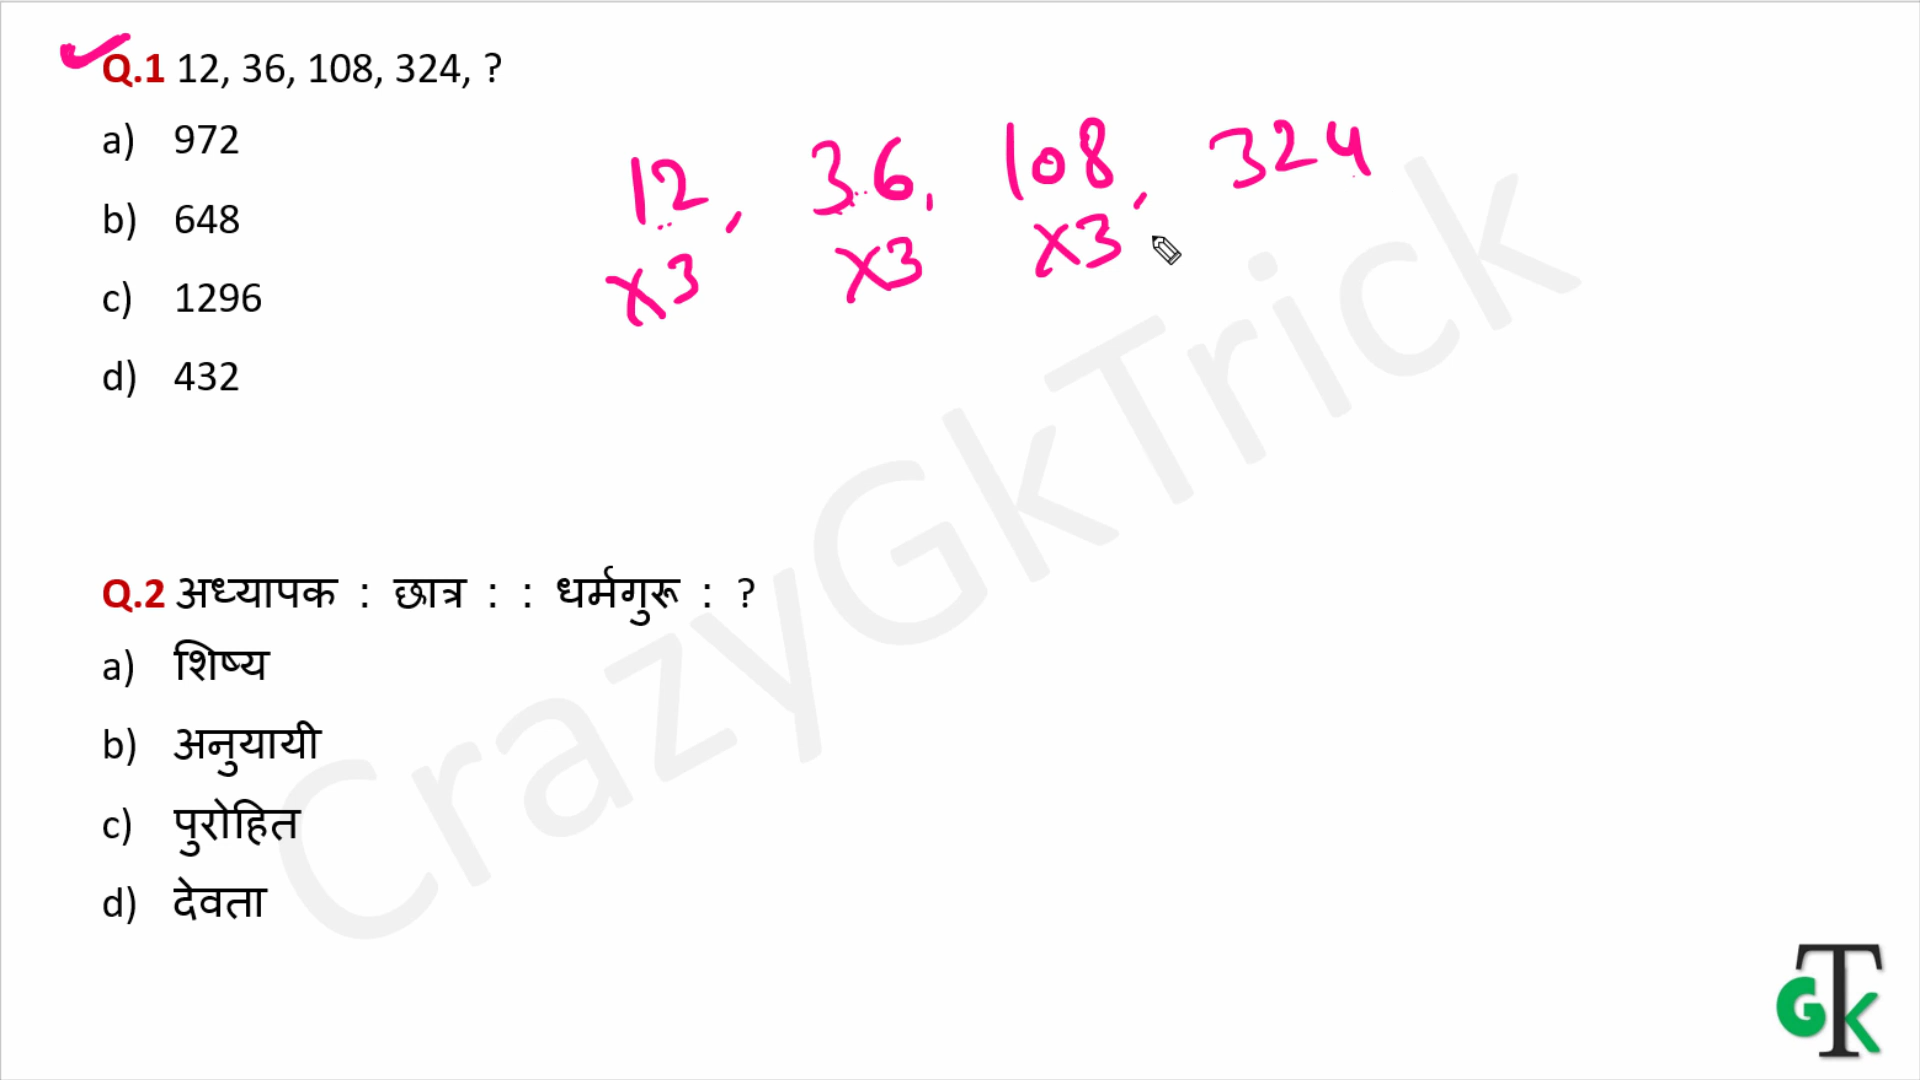 Q.1 12, 36, 108, 324, ?
a) 972
b) 648
c) 1296
d) 432
12, 36, 108, 324
x3 x3 x3
Q.2 अध्यापक : छात्र : : धर्मगुरू : ?
a) शिष्य
b) अनुयायी
c) पुरोहित
d) देवता
CrazyGkTrick
GTK